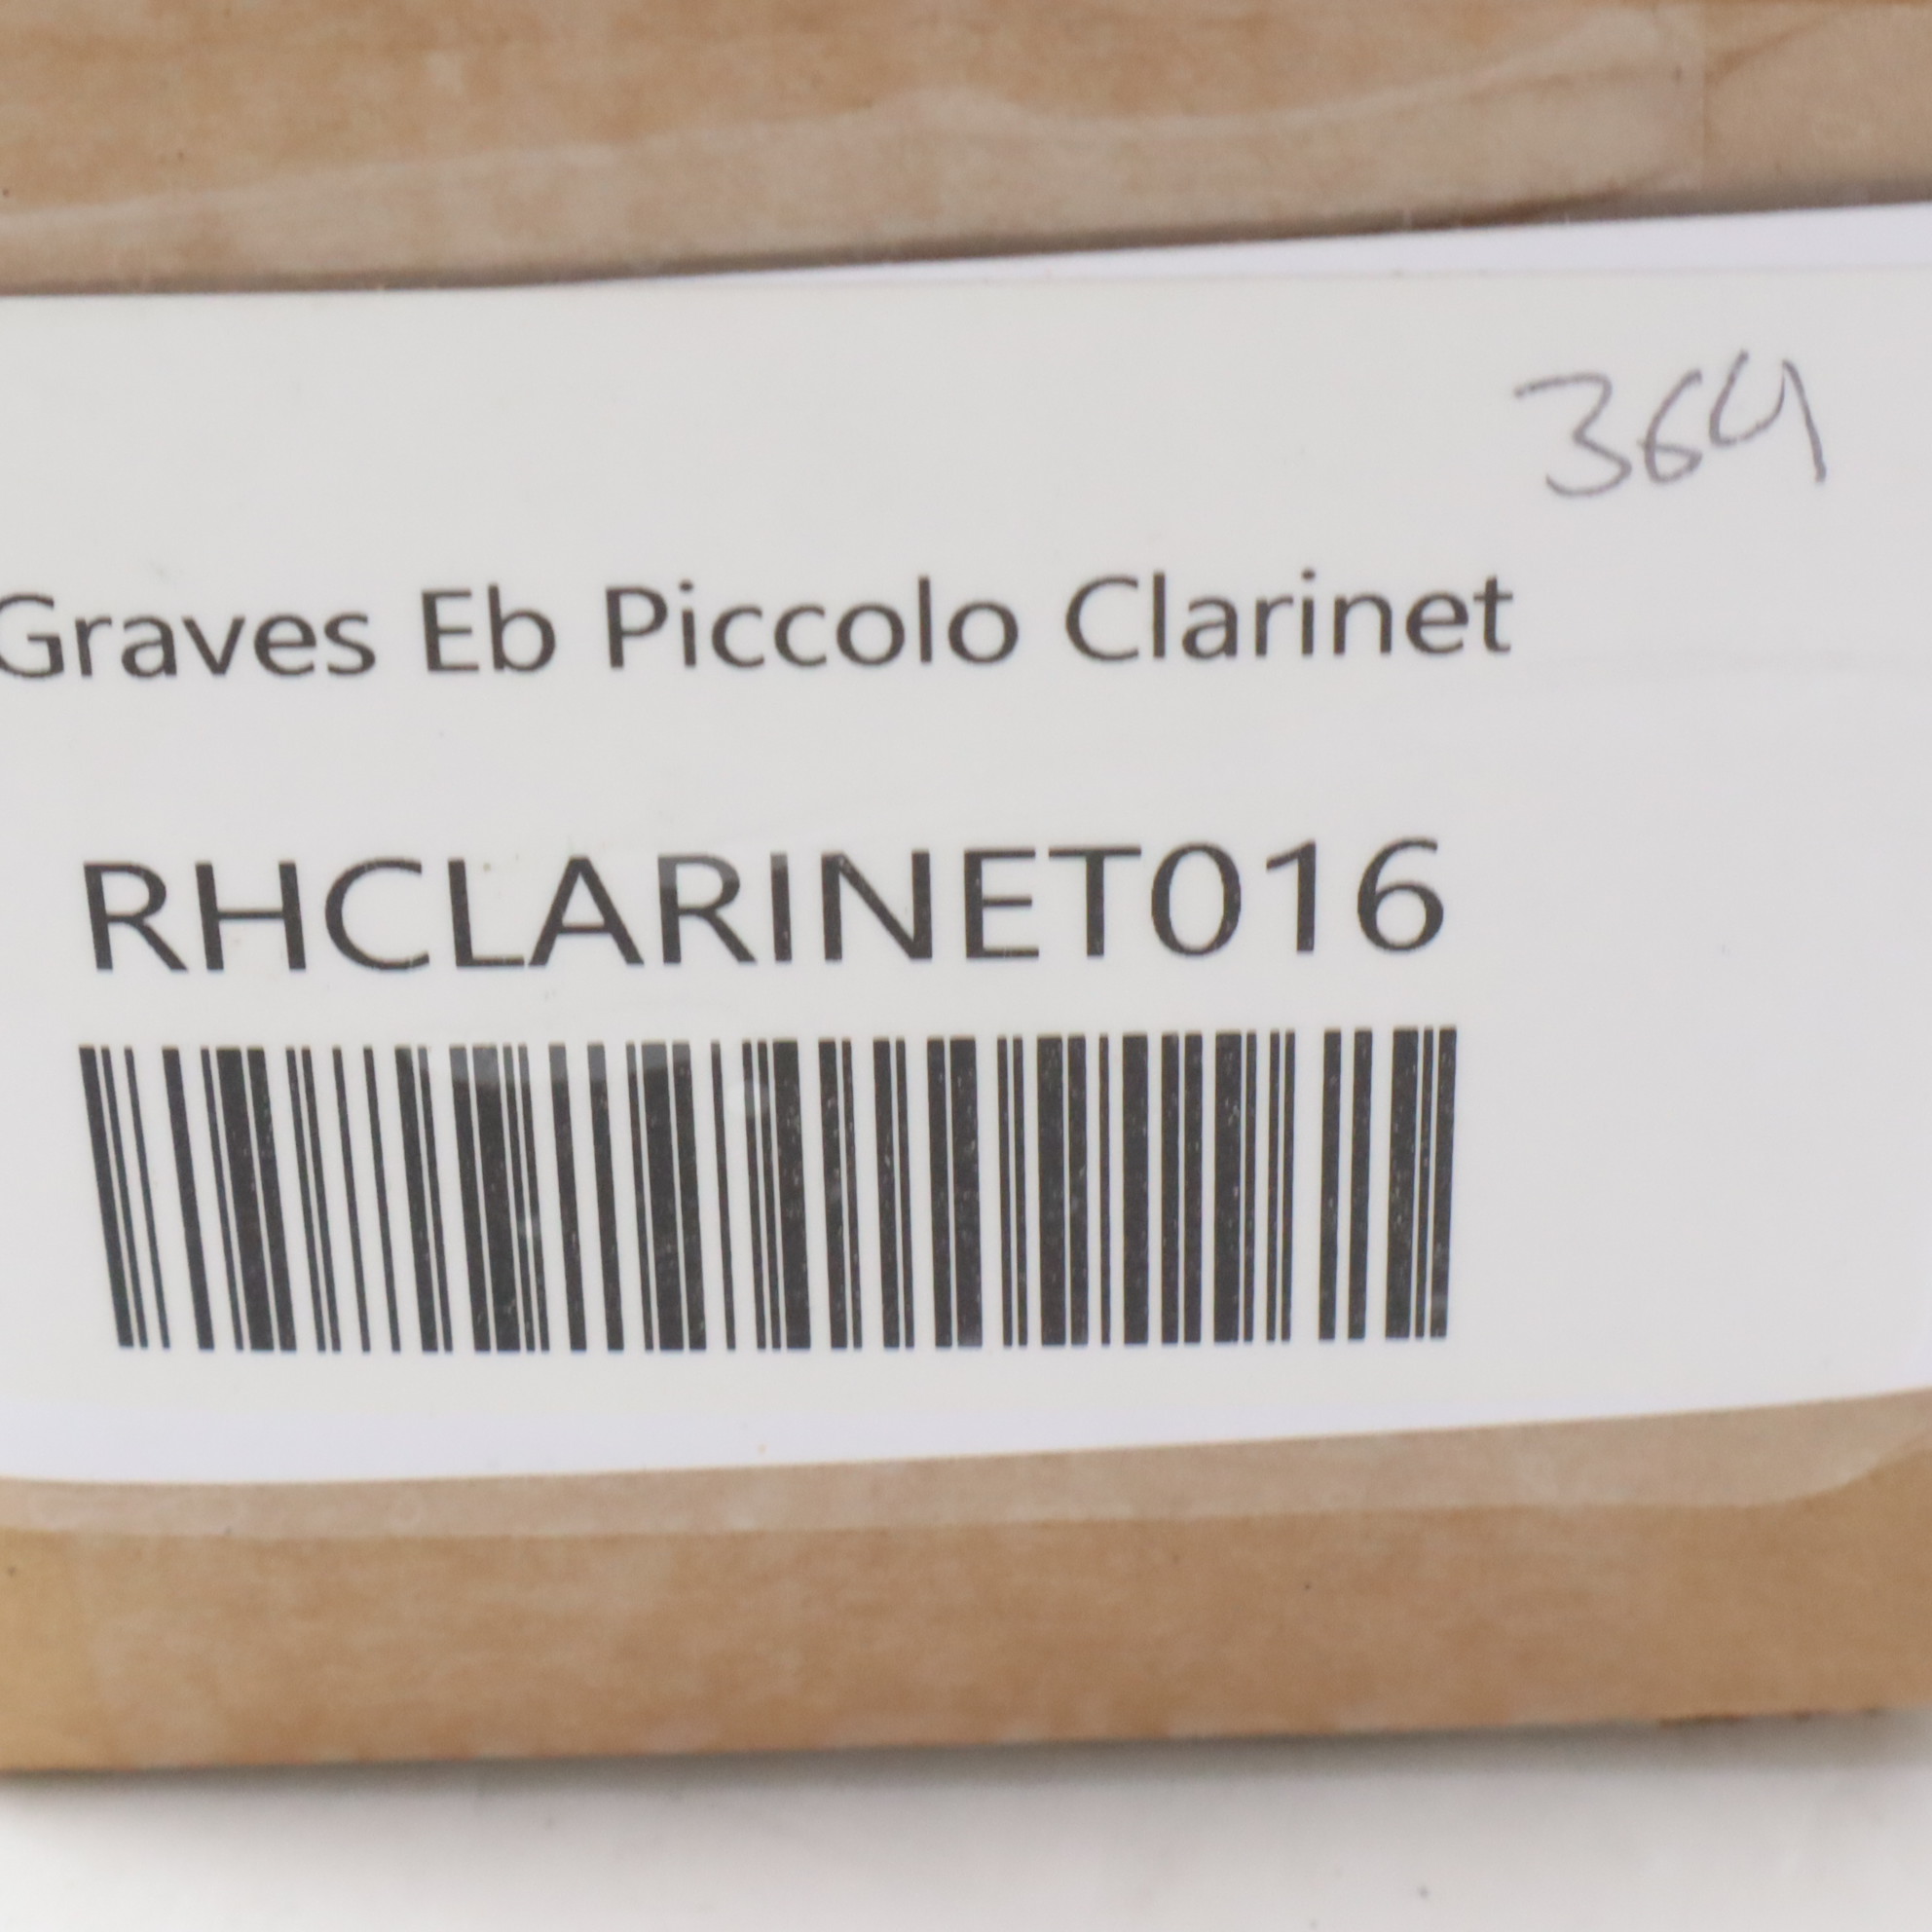 364
Graves Eb Piccolo Clarinet
RHCLARINET016